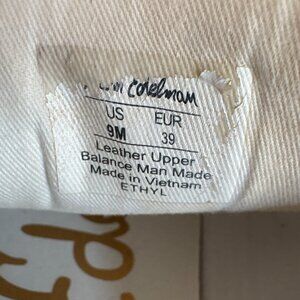 Edelman
US EUR
9M 39
Leather Upper
Balance Man Made
Made in Vietnam
ETHYL